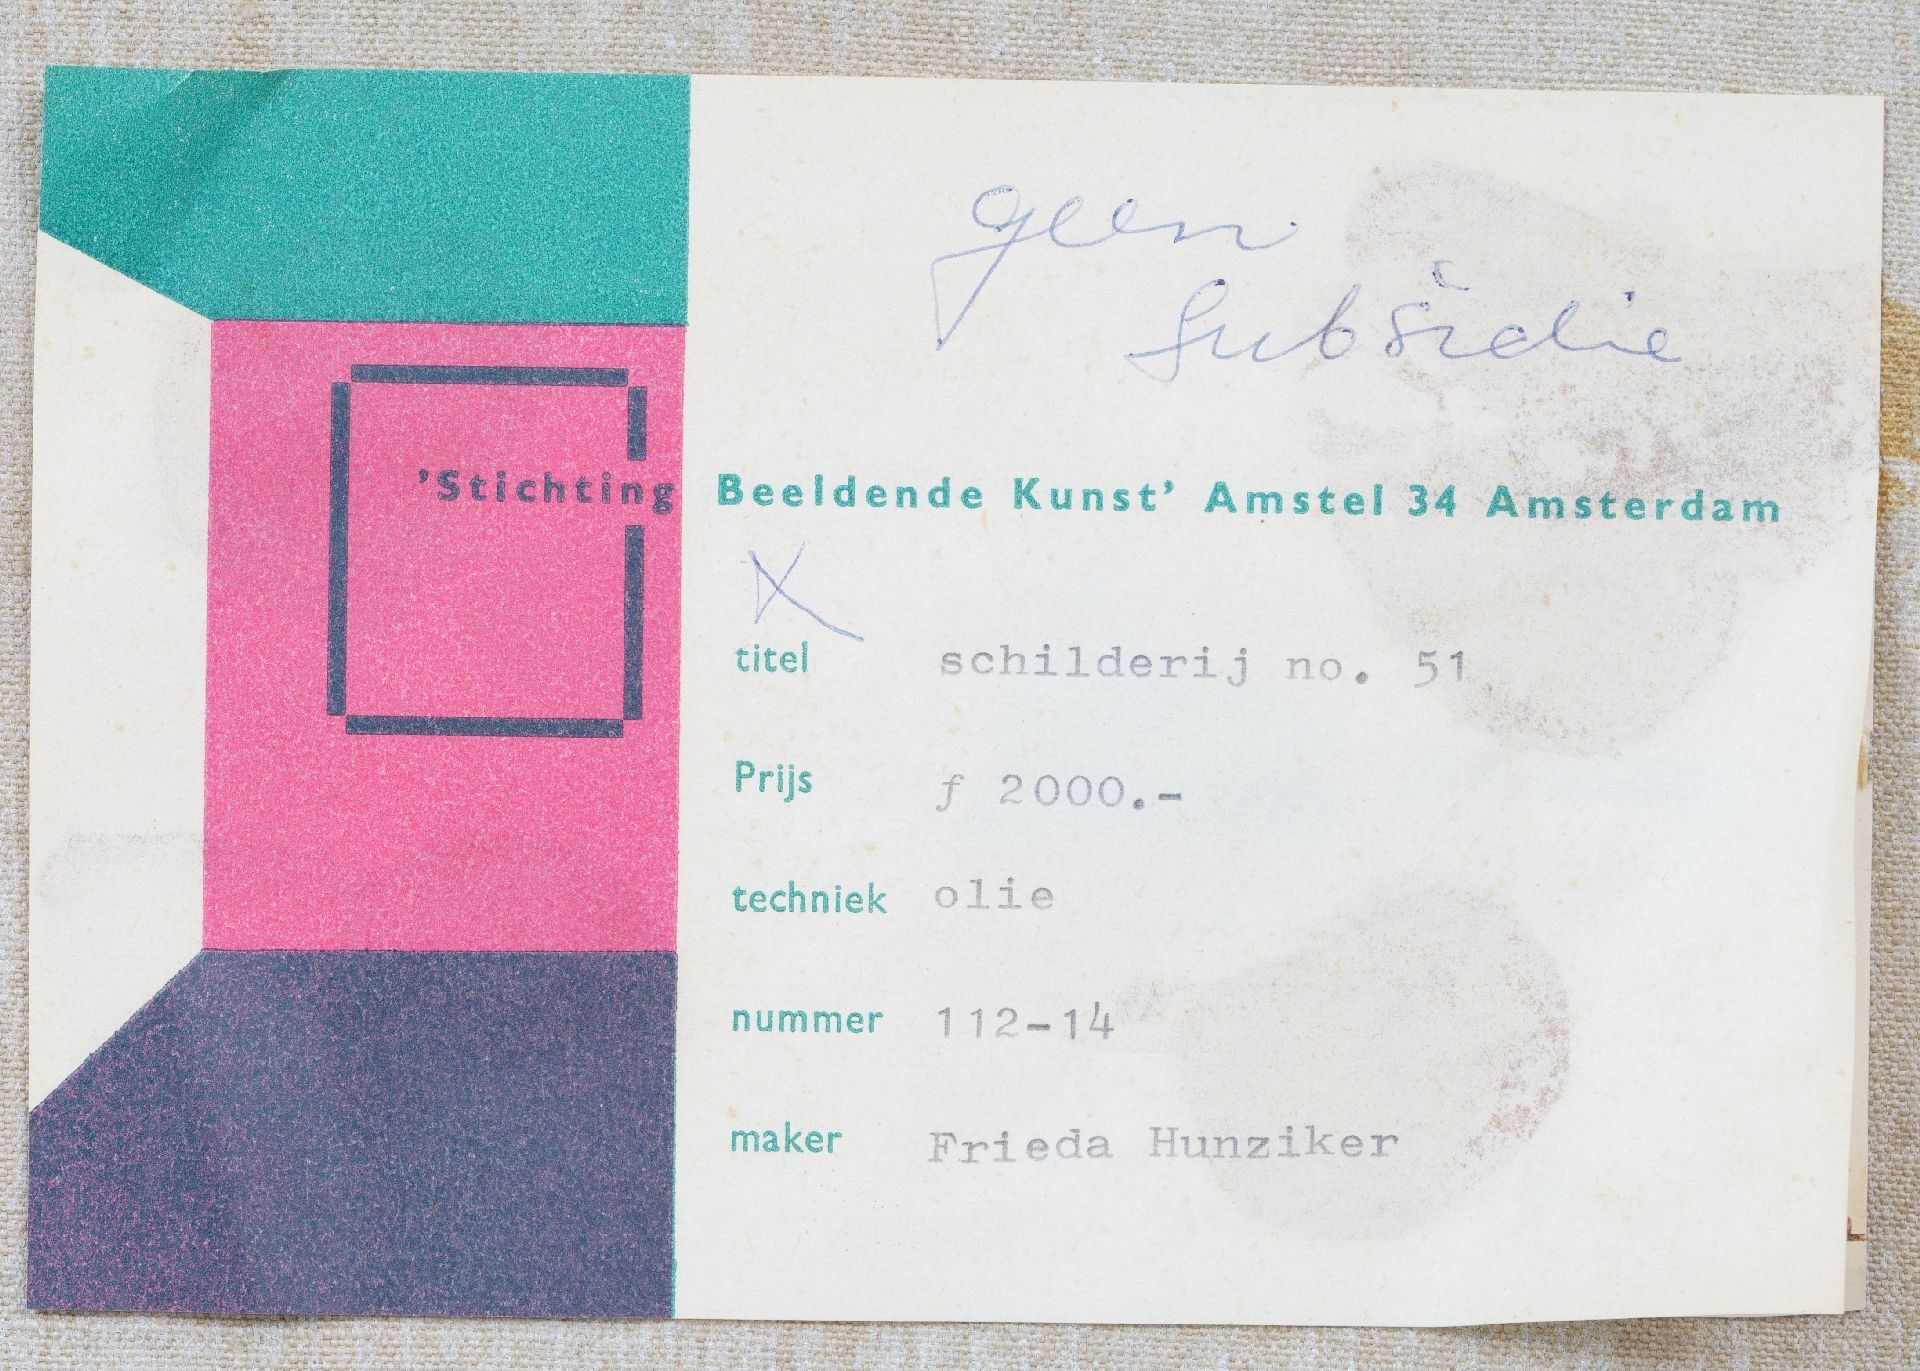 geen
subsidie
’Stichting Beeldende Kunst’ Amstel 34 Amsterdam
X
titel schilderij no. 51
Prijs ƒ 2000.-
techniek olie
nummer 112-14
maker Frieda Hunziker